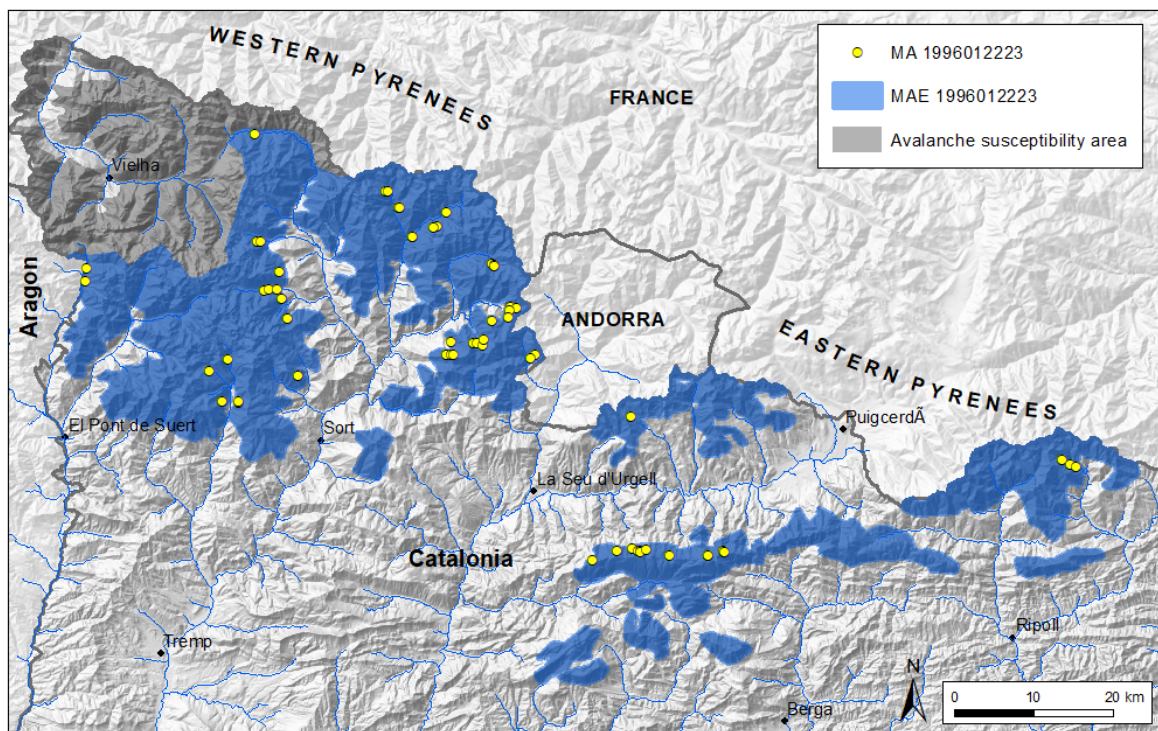 WESTERN PYRENEES
FRANCE
MA 1996012223
MAE 1996012223
Avalanche susceptibility area
Vielha
Aragon
ANDORRA
EASTERN PYRENEES
El Pont de Suert
Sort
PuigcerdÃ
La Seu d'Urgell
Catalonia
Tremp
Ripoll
Berga
N
0 10 20 km